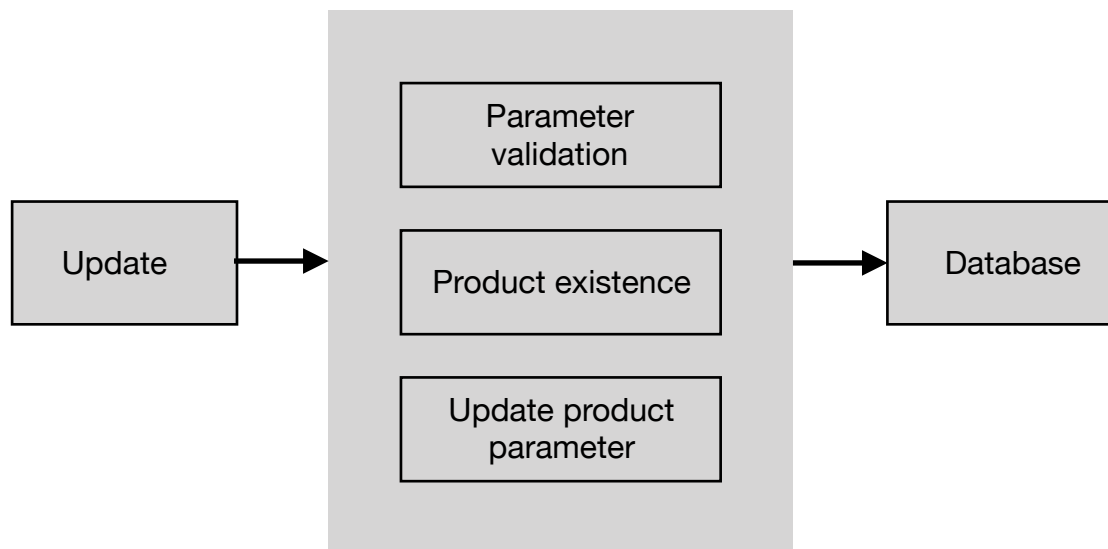 Parameter
validation
Update
Product existence
Database
Update product
parameter